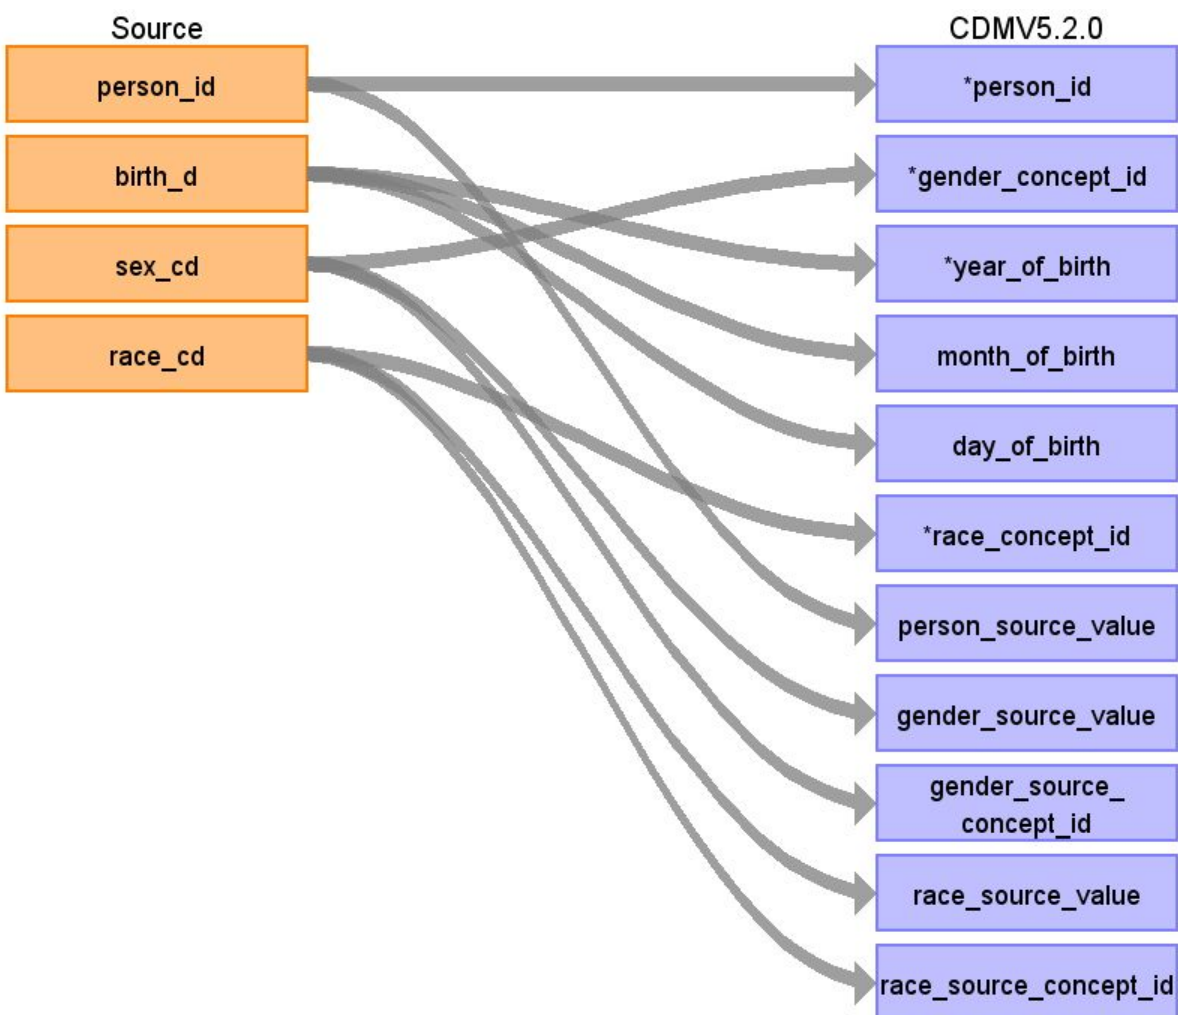 Source
CDMV5.2.0
person_id
*person_id
birth_d
*gender_concept_id
sex_cd
*year_of_birth
race_cd
month_of_birth
day_of_birth
*race_concept_id
person_source_value
gender_source_value
gender_source_
concept_id
race_source_value
race_source_concept_id